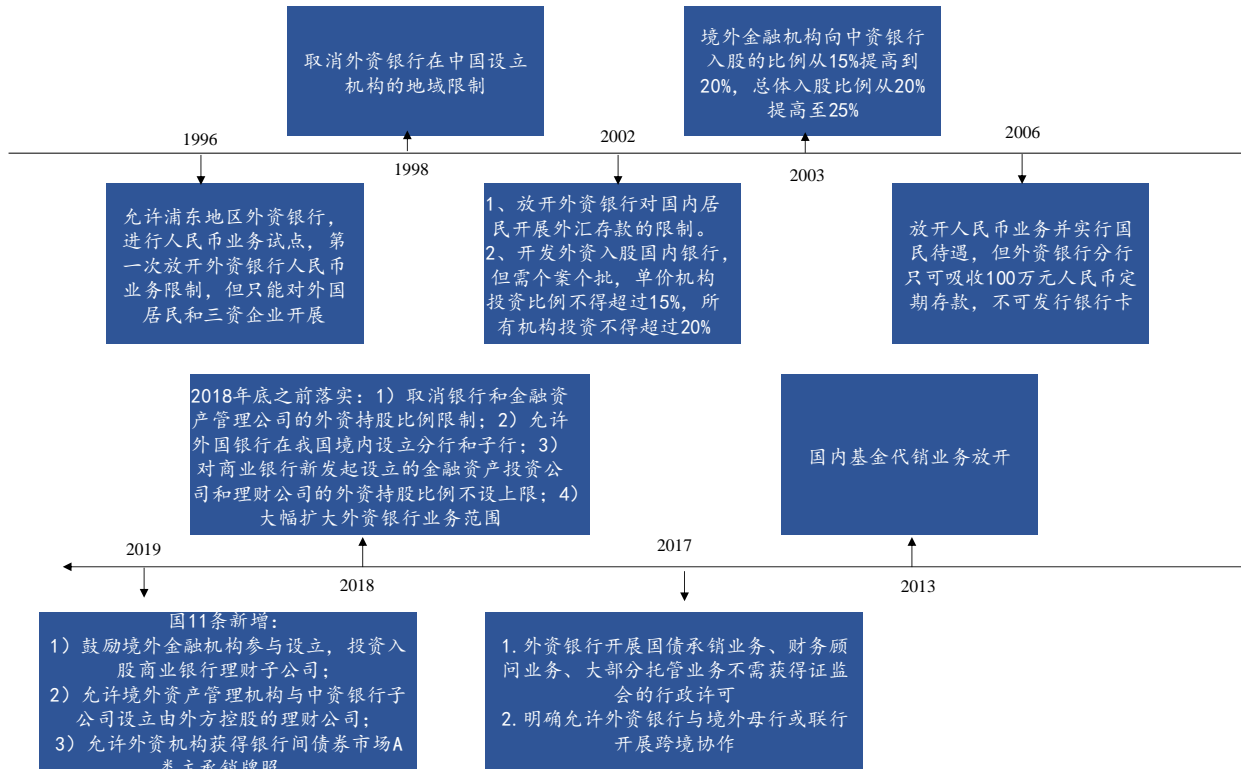 取消外资银行在中国设立
机构的地域限制
境外金融机构向中资银行
入股的比例从15%提高到
20%，总体入股比例从20%
提高至25%
1996
1998
2002
2003
2006
允许浦东地区外资银行，
进行人民币业务试点，第
一次放开外资银行人民币
业务限制，但只能对外国
居民和三资企业开展
1、放开外资银行对国内居
民开展外汇存款的限制。
2、开发外资入股国内银行，
但需个案个批，单价机构
投资比例不得超过15%，所
有机构投资不得超过20%
放开人民币业务并实行国
民待遇，但外资银行分行
只可吸收100万元人民币定
期存款，不可发行银行卡
2018年底之前落实：1）取消银行和金融资
产管理公司的外资持股比例限制；2）允许
外国银行在我国境内设立分行和子行；3）
对商业银行新发起设立的金融资产投资公
司和理财公司的外资持股比例不设上限；4）
大幅扩大外资银行业务范围
国内基金代销业务放开
2019
2018
2017
2013
国11条新增：
1）鼓励境外金融机构参与设立，投资入
股商业银行理财子公司；
2）允许境外资产管理机构与中资银行子
公司设立由外方控股的理财公司；
3）允许外资机构获得银行间债券市场A
类主承销牌照
1.外资银行开展国债承销业务、财务顾
问业务、大部分托管业务不需获得证监
会的行政许可
2.明确允许外资银行与境外母行或联行
开展跨境协作